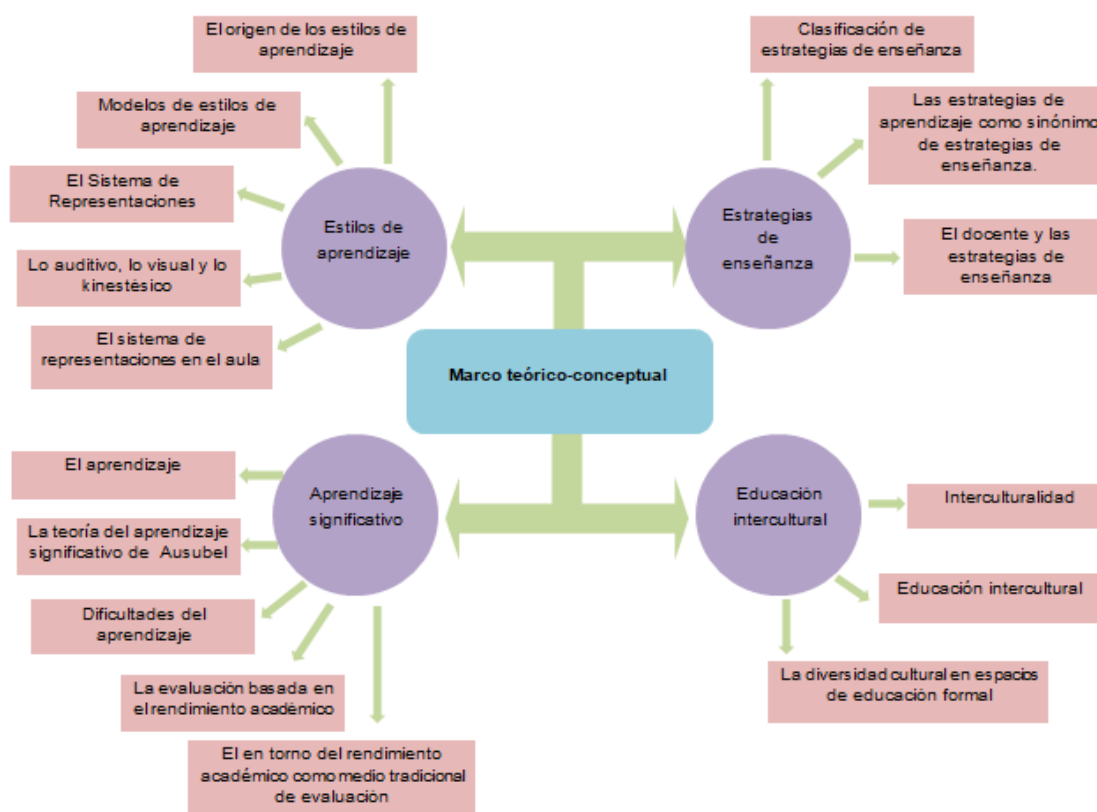 El origen de los estilos de
aprendizaje
Modelos de estilos de
aprendizaje
El Sistema de
Representaciones
Lo auditivo, lo visual y lo
kinestésico
El sistema de
representaciones en el aula
Estilos de
aprendizaje
Clasificación de
estrategias de enseñanza
Las estrategias de
aprendizaje como sinónimo
de estrategias de
enseñanza.
El docente y las
estrategias de
enseñanza
Estrategias
de
enseñanza
Marco teórico-conceptual
El aprendizaje
La teoría del aprendizaje
significativo de Ausubel
Dificultades del
aprendizaje
La evaluación basada en
el rendimiento académico
El en torno del rendimiento
académico como medio tradicional
de evaluación
Aprendizaje
significativo
Educación
intercultural
Interculturalidad
Educación intercultural
La diversidad cultural en espacios
de educación formal